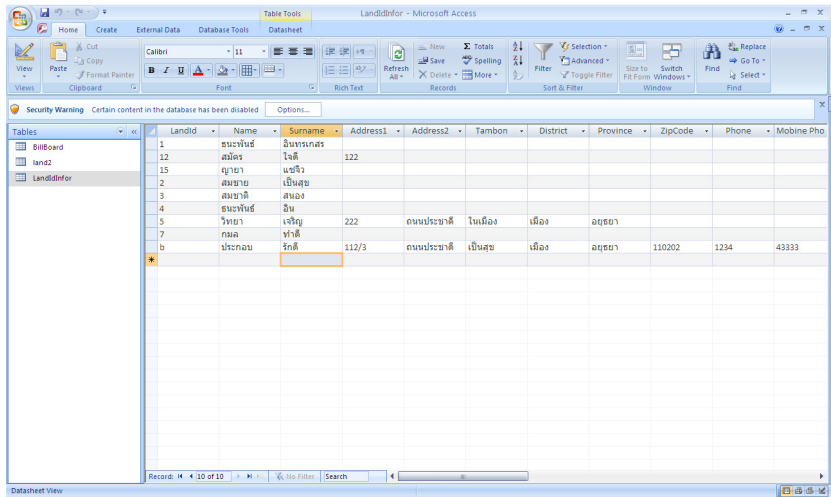 Table Tools
LandIdInfor - Microsoft Access
Home Create External Data Database Tools Datasheet
View
Paste
Cut
Copy
Format Painter
Calibri 11
B I U A
Refresh All
New
Save
Delete
Totals
Spelling
More
Filter
Selection
Advanced
Toggle Filter
Size to Fit Form
Switch Windows
Find
Replace
Go To
Select
Views Clipboard Font Rich Text Records Sort & Filter Window Find
Security Warning Certain content in the database has been disabled Options...
Tables
BillBoard
land2
LandIdInfor
LandId Name Surname Address1 Address2 Tambon District Province ZipCode Phone Mobine Pho
1 ธนะพันธ์ อินทรเกสร
12 สมัคร ใจดี 122
15 ญายา แซ่จิว
2 สมชาย เป็นสุข
3 สมชาติ สนอง
4 ธนะพันธ์ อิน
5 วิทยา เจริญ 222 ถนนประชาดี ในเมือง เมือง อยุธยา
7 กมล ทำดี
b ประกอบ รักดี 112/3 ถนนประชาดี เป็นสุข เมือง อยุธยา 110202 1234 43333
Record: 10 of 10 No Filter Search
Datasheet View